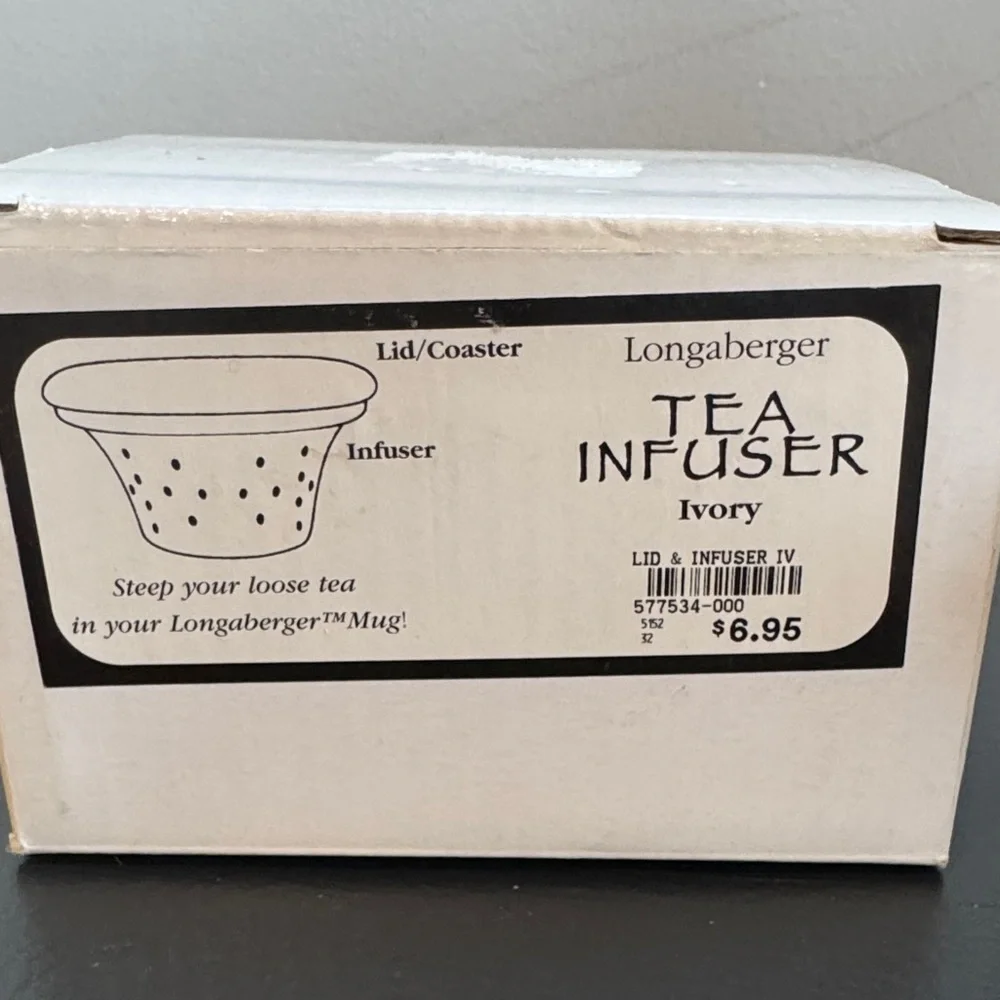 Lid/Coaster
Infuser
Steep your loose tea
in your Longaberger™Mug!
Longaberger
TEA
INFUSER
Ivory
LID & INFUSER IV
577534-000
5152
32
$6.95